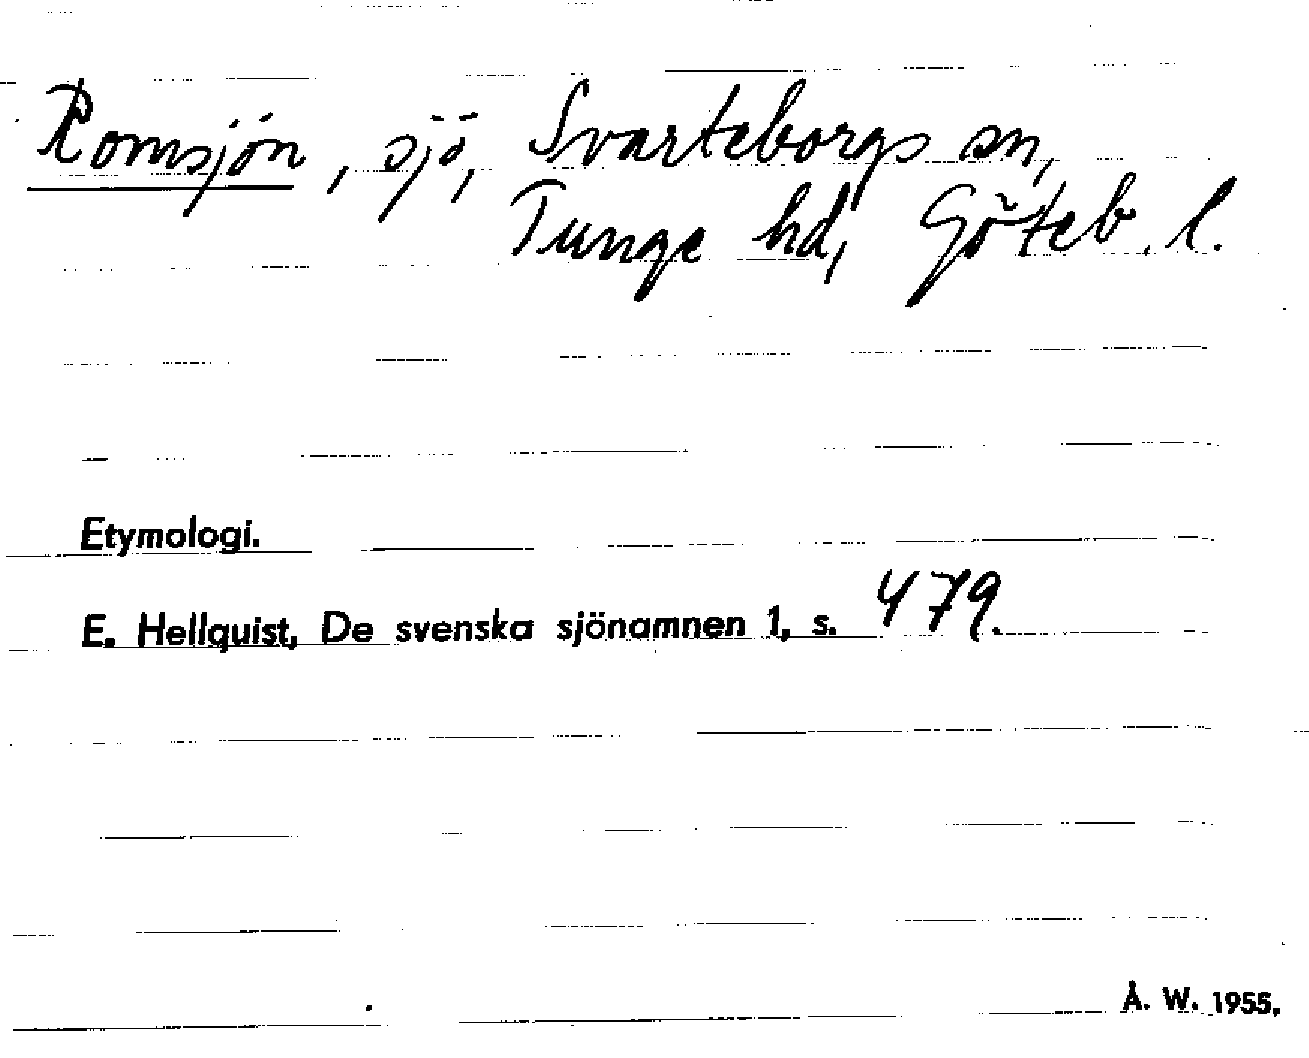 Romsjön, sjö, Svarteborgs sn,
Tunge hd, Göteb. l.
Etymologi.
E. Hellquist, De svenska sjönamnen 1, s. 479.
Å. W. 1955.